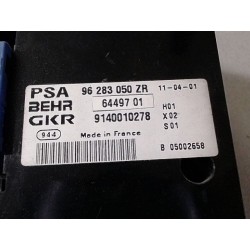 PSA 96 283 050 ZR 11-04-01
BEHR 64497 01 H01
GKR 9140010278 X02
S01
944 Made in France
B 05002658